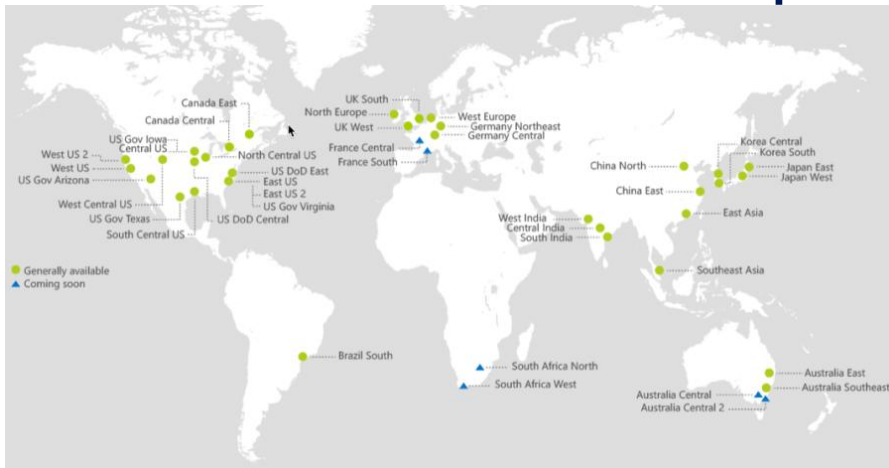 Canada East
Canada Central
US Gov Iowa
Central US
West US 2
West US
US Gov Arizona
West Central US
US Gov Texas
South Central US
North Central US
US DoD East
East US
East US 2
US Gov Virginia
US DoD Central
Generally available
Coming soon
Brazil South
UK South
North Europe
UK West
France Central
France South
West Europe
Germany Northeast
Germany Central
South Africa North
South Africa West
West India
Central India
South India
Korea Central
Korea South
China North
Japan East
Japan West
China East
East Asia
Southeast Asia
Australia East
Australia Southeast
Australia Central
Australia Central 2